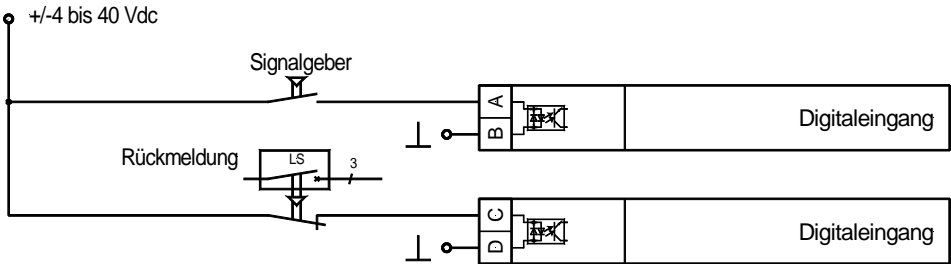 +/-4 bis 40 Vdc
Signalgeber
A
B
Digitaleingang
Rückmeldung
LS
3
C
D
Digitaleingang